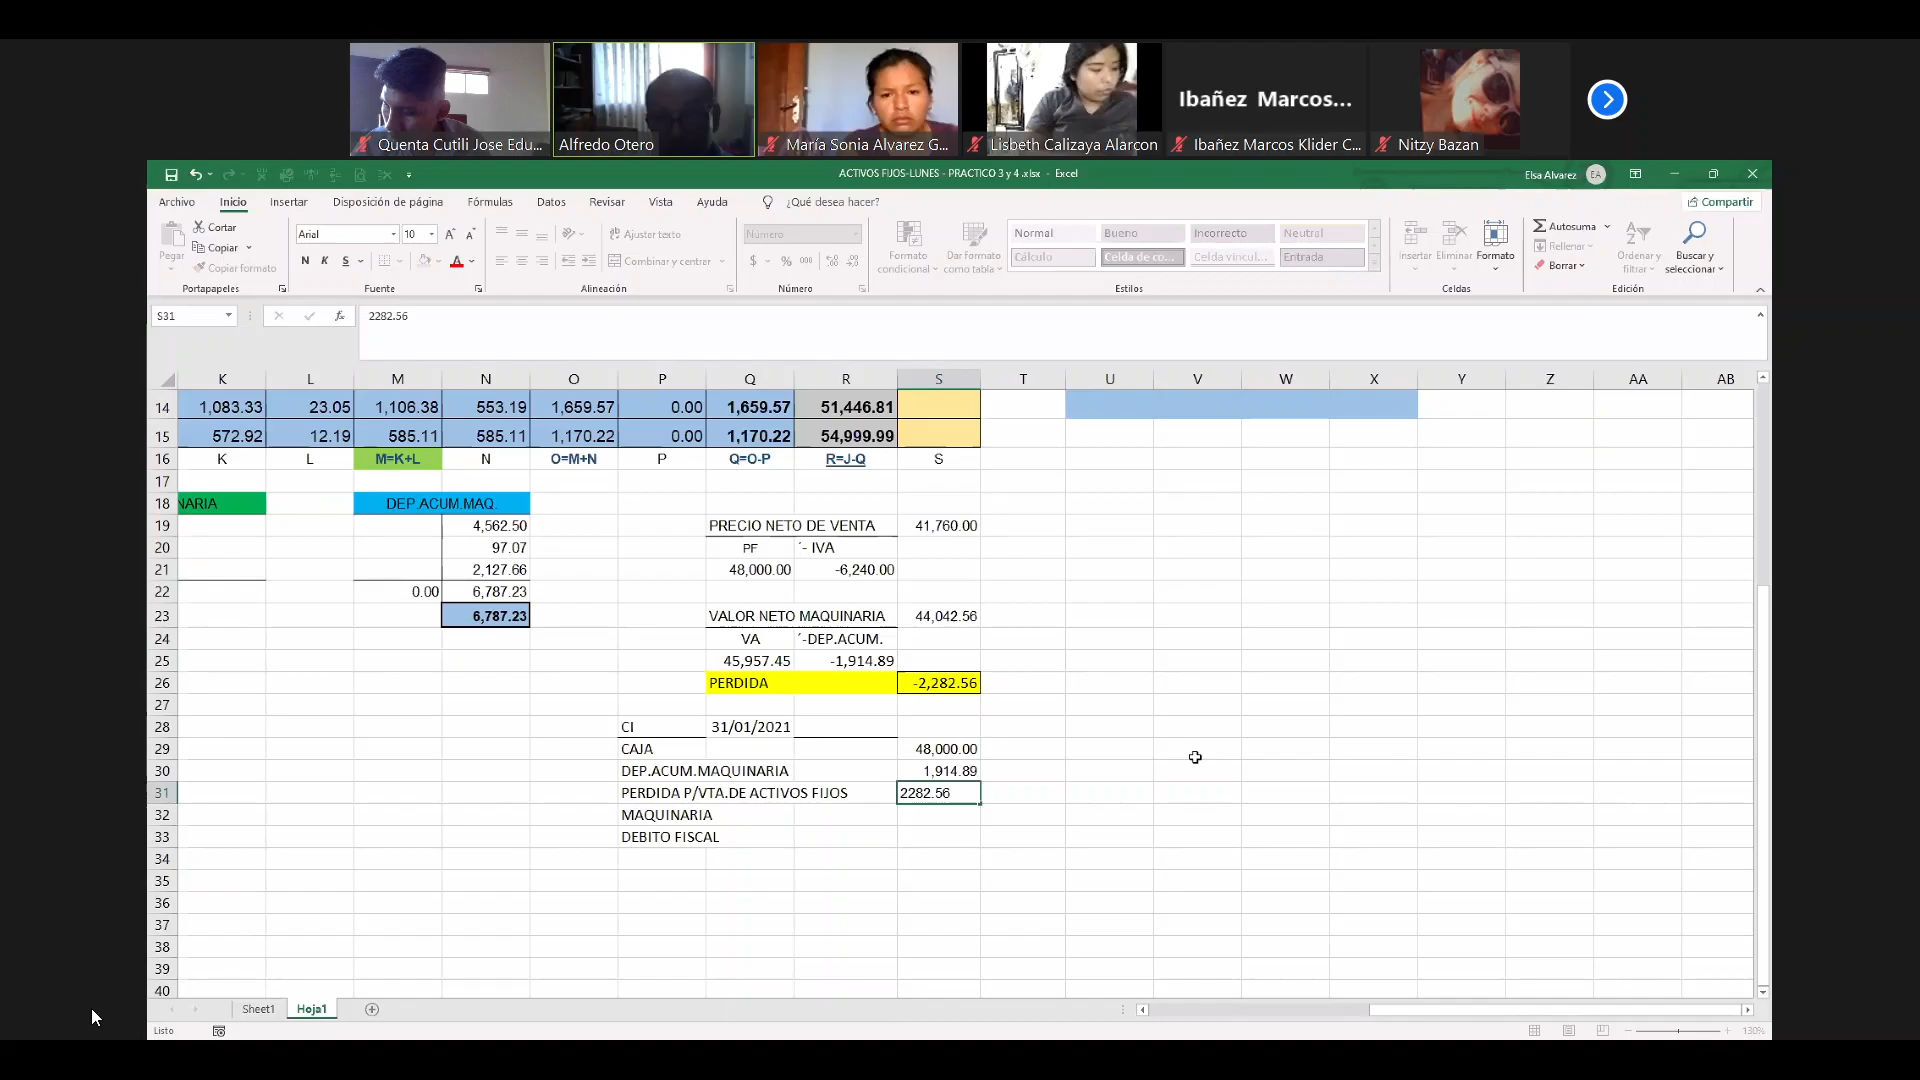 Ibañez Marcos...
Quenta Cutili Jose Edu...
Alfredo Otero
María Sonia Alvarez G...
Lisbeth Calizaya Alarcon
Ibañez Marcos Klider C...
Nitzy Bazan
ACTIVOS FIJOS-LUNES - PRACTICO 3 y 4 .xlsx - Excel
Elsa Alvarez EA
Archivo Inicio Insertar Disposición de página Fórmulas Datos Revisar Vista Ayuda ¿Qué desea hacer? Compartir
Pegar
Cortar
Copiar
Copiar formato
Portapapeles
Arial 10
N K S
Fuente
Ajustar texto
Combinar y centrar
Alineación
Número
$ % 000
Número
Formato condicional
Dar formato como tabla
Normal Bueno Incorrecto Neutral
Cálculo Celda de co... Celda vincul... Entrada
Estilos
Insertar Eliminar Formato
Celdas
Autosuma
Rellenar
Borrar
Ordenar y filtrar
Buscar y seleccionar
Edición
S31 fx 2282.56
K L M N O P Q R S T U V W X Y Z AA AB
14 1,083.33 23.05 1,106.38 553.19 1,659.57 0.00 1,659.57 51,446.81
15 572.92 12.19 585.11 585.11 1,170.22 0.00 1,170.22 54,999.99
16 K L M=K+L N O=M+N P Q=O-P R=J-Q S
17
18 NARIA DEP.ACUM.MAQ.
19 4,562.50 PRECIO NETO DE VENTA 41,760.00
20 97.07 PF ´- IVA
21 2,127.66 48,000.00 -6,240.00
22 0.00 6,787.23
23 6,787.23 VALOR NETO MAQUINARIA 44,042.56
24 VA ´-DEP.ACUM.
25 45,957.45 -1,914.89
26 PERDIDA -2,282.56
27
28 CI 31/01/2021
29 CAJA 48,000.00
30 DEP.ACUM.MAQUINARIA 1,914.89
31 PERDIDA P/VTA.DE ACTIVOS FIJOS 2282.56
32 MAQUINARIA
33 DEBITO FISCAL
34
35
36
37
38
39
40
Sheet1 Hoja1
Listo 130%